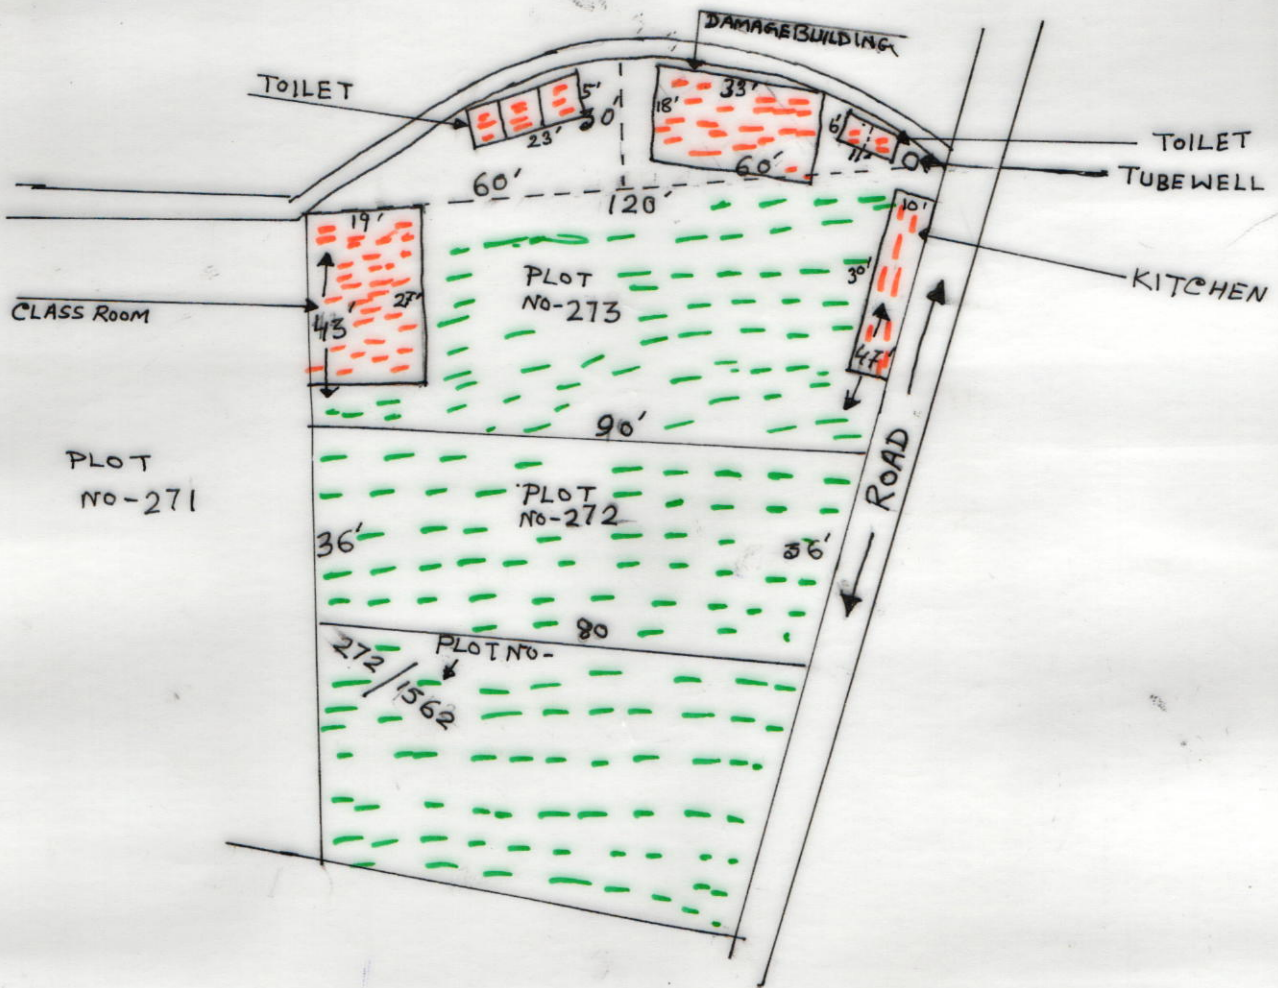 DAMAGEBUILDING
TOILET
5'
30'
23'
18'
33'
6'
11'
TOILET
TUBEWELL
60'
60'
120'
19'
10'
KITCHEN
PLOT
NO-273
30'
27'
CLASS ROOM
43'
47'
90'
ROAD
PLOT
NO-271
PLOT
NO-272
36'
36'
80
PLOT NO-
272/1562